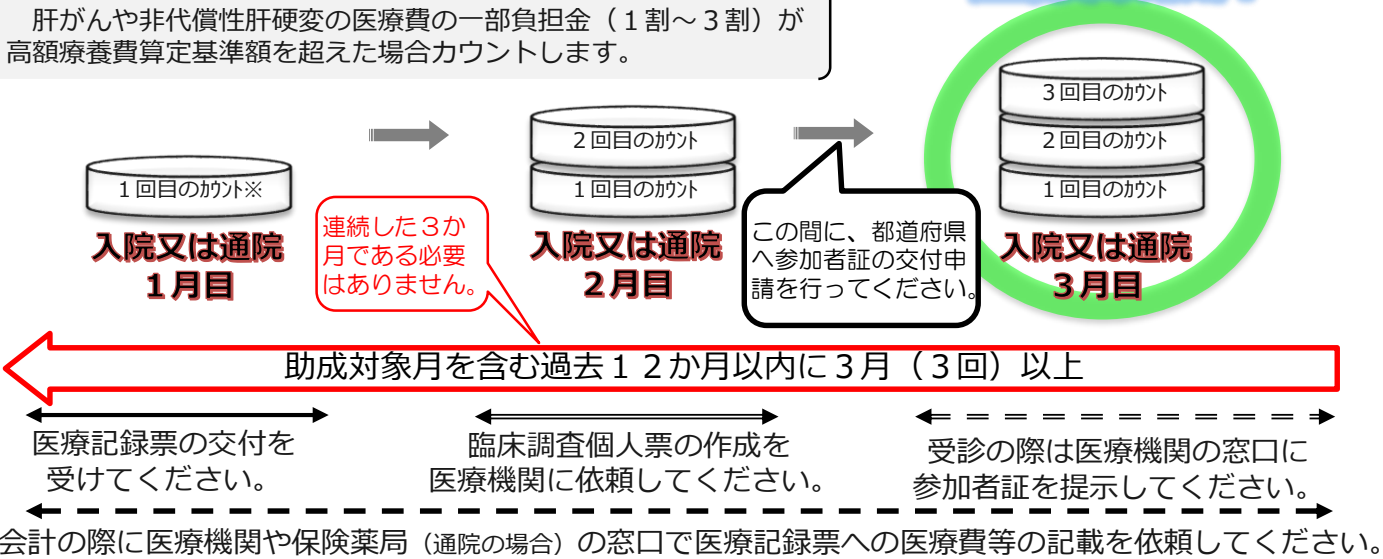 肝がんや非代償性肝硬変の医療費の一部負担金（１割～３割）が
高額療養費算定基準額を超えた場合カウントします。
３回目のｶｳﾝﾄ
２回目のｶｳﾝﾄ
２回目のｶｳﾝﾄ
１回目のｶｳﾝﾄ※
１回目のｶｳﾝﾄ
１回目のｶｳﾝﾄ
入院又は通院
１月目
連続した３か
月である必要
はありません。
入院又は通院
２月目
この間に、都道府県
へ参加者証の交付申
請を行ってください。
入院又は通院
３月目
助成対象月を含む過去１２か月以内に３月（３回）以上
医療記録票の交付を
受けてください。
臨床調査個人票の作成を
医療機関に依頼してください。
受診の際は医療機関の窓口に
参加者証を提示してください。
会計の際に医療機関や保険薬局（通院の場合）の窓口で医療記録票への医療費等の記載を依頼してください。